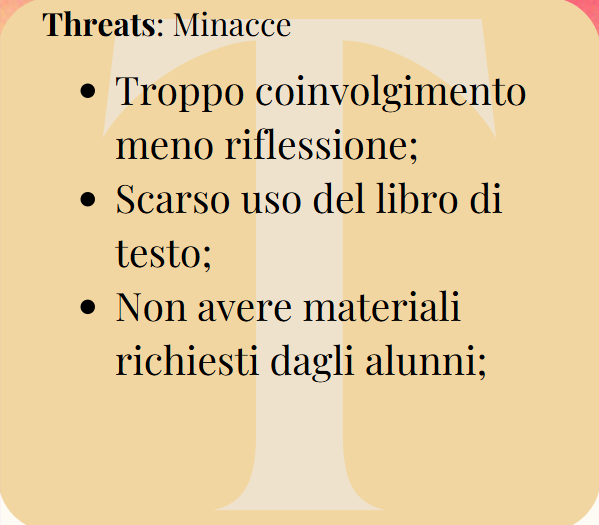 Threats: Minacce
• Troppo coinvolgimento
meno riflessione;
• Scarso uso del libro di
testo;
• Non avere materiali
richiesti dagli alunni;
T